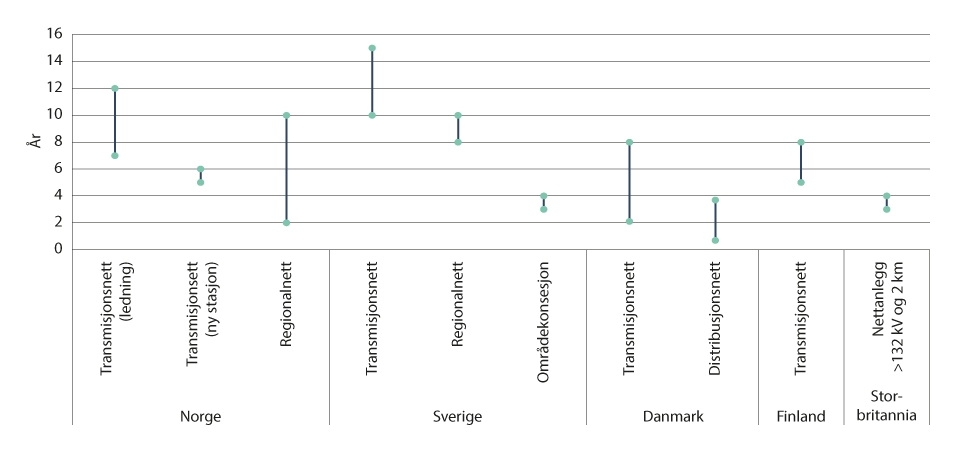 16
14
12
10
8
6
4
2
0
År
Transmisjonsnett
(ledning)
Transmisjonsett
(ny stasjon)
Regionalnett
Transmisjonsnett
Regionalnett
Områdekonsesjon
Transmisjonsnett
Distribusjonsnett
Transmisjonsnett
Nettanlegg
>132 kV og 2 km
Norge
Sverige
Danmark
Finland
Stor-
britannia